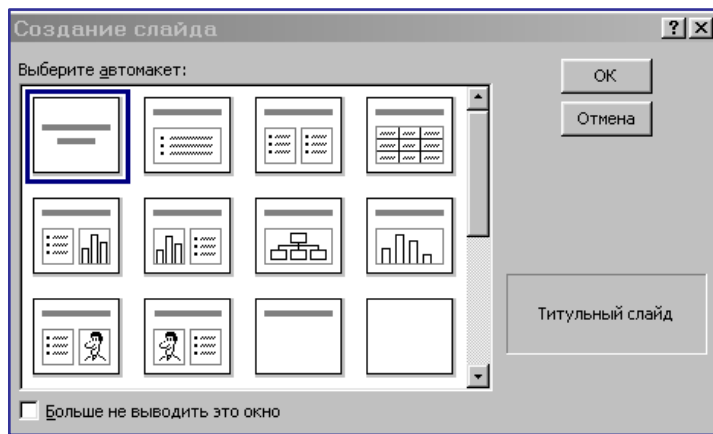 Создание слайда
Выберите автомакет:
ОК
Отмена
Титульный слайд
Больше не выводить это окно